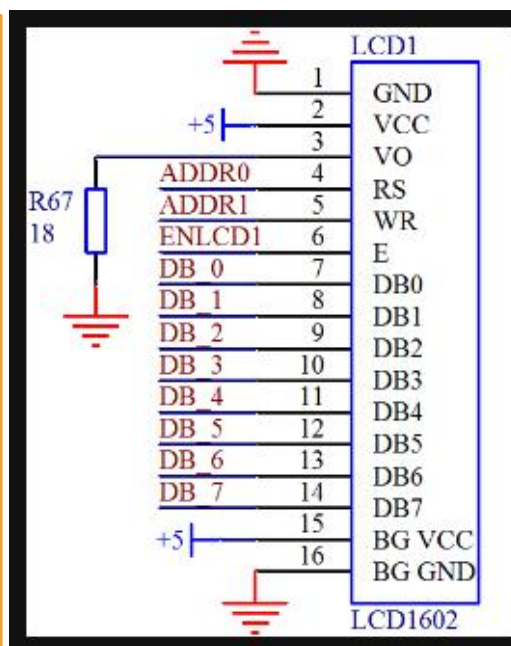 LCD1
1 GND
2 VCC
+5
3 VO
ADDR0 4 RS
R67
18
ADDR1 5 WR
ENLCD1 6 E
DB_0 7 DB0
DB_1 8 DB1
DB_2 9 DB2
DB_3 10 DB3
DB_4 11 DB4
DB_5 12 DB5
DB_6 13 DB6
DB_7 14 DB7
+5
15 BG VCC
16 BG GND
LCD1602